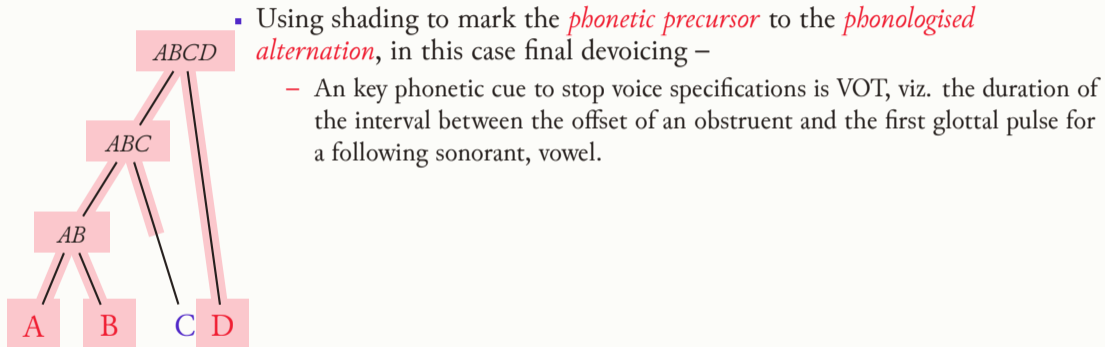 ▪ Using shading to mark the phonetic precursor to the phonologised
alternation, in this case final devoicing –
– An key phonetic cue to stop voice specifications is VOT, viz. the duration of
the interval between the offset of an obstruent and the first glottal pulse for
a following sonorant, vowel.
ABCD
ABC
AB
A B C D